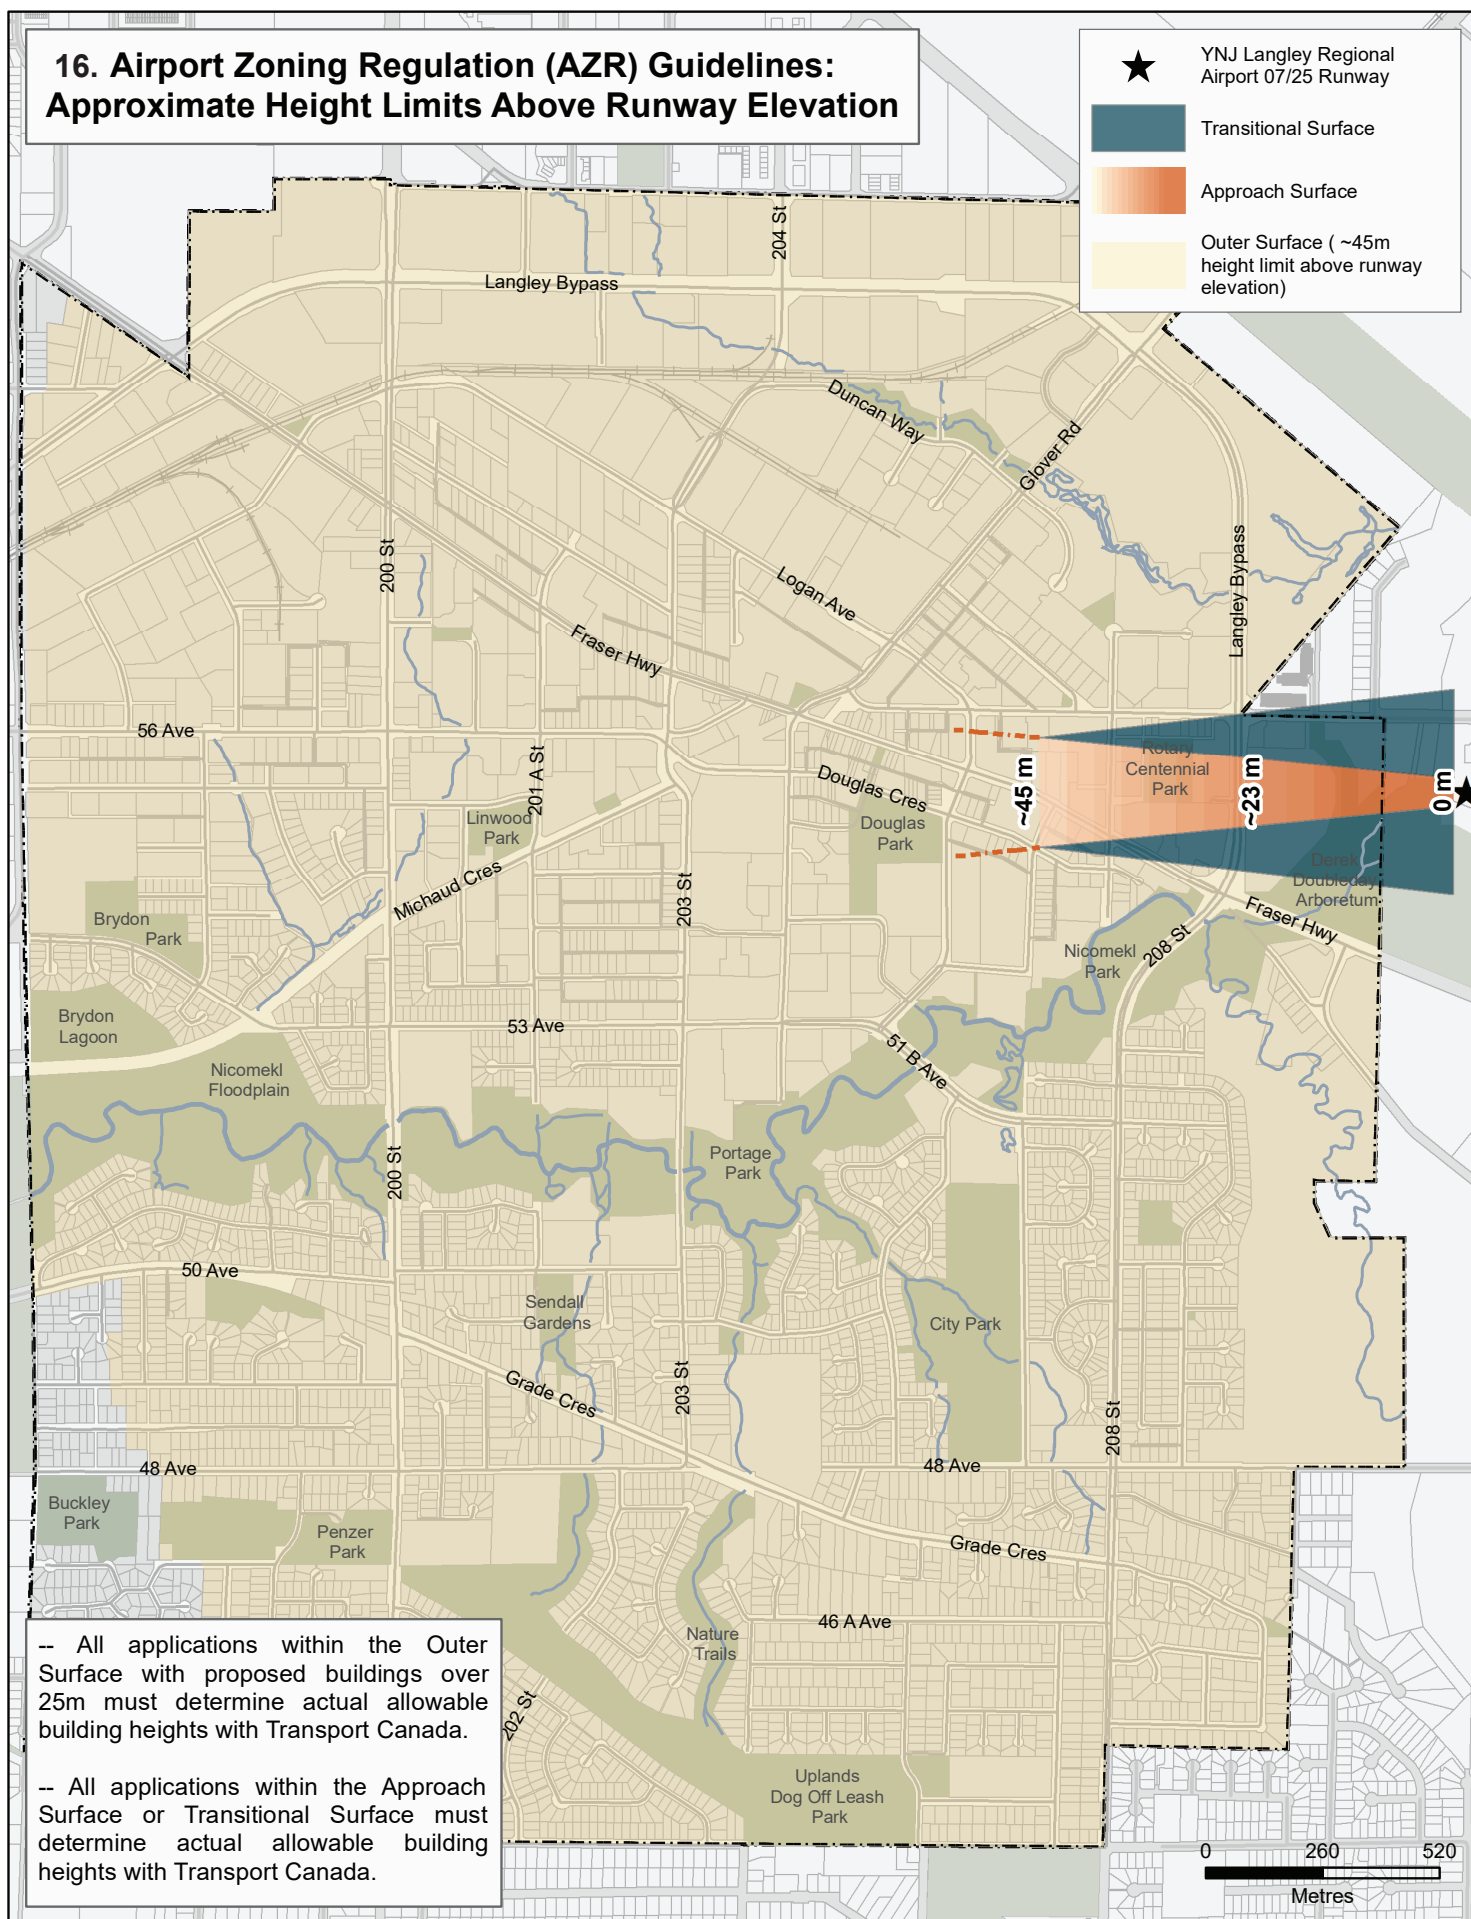 16. Airport Zoning Regulation (AZR) Guidelines:
Approximate Height Limits Above Runway Elevation
YNJ Langley Regional
Airport 07/25 Runway
Transitional Surface
Approach Surface
Outer Surface ( ~45m
height limit above runway
elevation)
204 St
Langley Bypass
Duncan Way
Glover Rd
200 St
Langley Bypass
Logan Ave
Fraser Hwy
56 Ave
201 A St
Douglas Cres
~45 m
Rotary
Centennial
Park
~23 m
0 m
Linwood
Park
Douglas
Park
Michaud Cres
203 St
Derek
Doubleday
Arboretum
Fraser Hwy
Brydon
Park
Nicomekl
Park
208 St
Brydon
Lagoon
53 Ave
51 B Ave
Nicomekl
Floodplain
200 St
Portage
Park
50 Ave
Sendall
Gardens
City Park
Grade Cres
203 St
208 St
48 Ave
48 Ave
Buckley
Park
Penzer
Park
Grade Cres
46 A Ave
Nature
Trails
202 St
Uplands
Dog Off Leash
Park
-- All applications within the Outer
Surface with proposed buildings over
25m must determine actual allowable
building heights with Transport Canada.
-- All applications within the Approach
Surface or Transitional Surface must
determine actual allowable building
heights with Transport Canada.
0 260 520
Metres